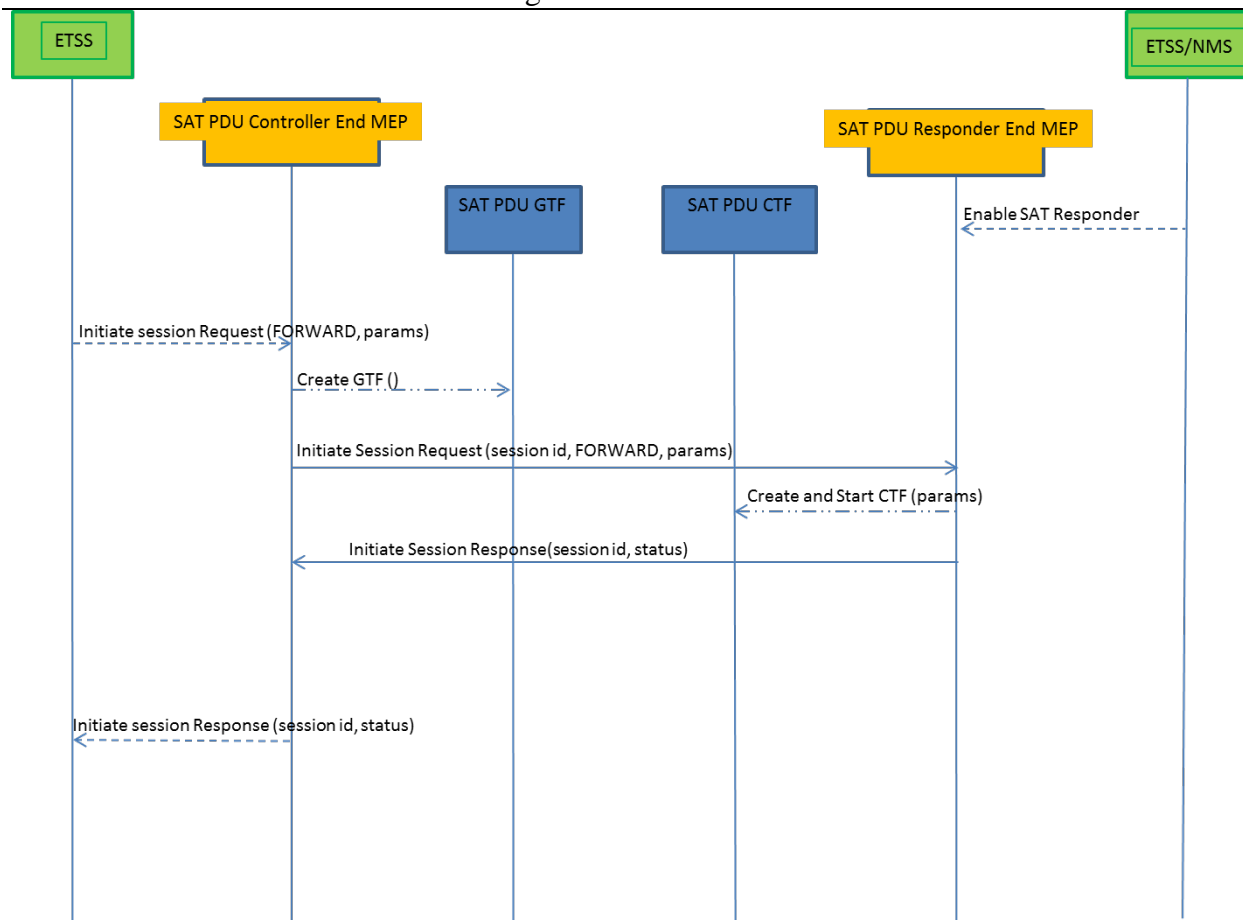 ETSS
ETSS/NMS
SAT PDU Controller End MEP
SAT PDU Responder End MEP
SAT PDU GTF
SAT PDU CTF
Enable SAT Responder
Initiate session Request (FORWARD, params)
Create GTF ()
Initiate Session Request (session id, FORWARD, params)
Create and Start CTF (params)
Initiate Session Response(session id, status)
Initiate session Response (session id, status)